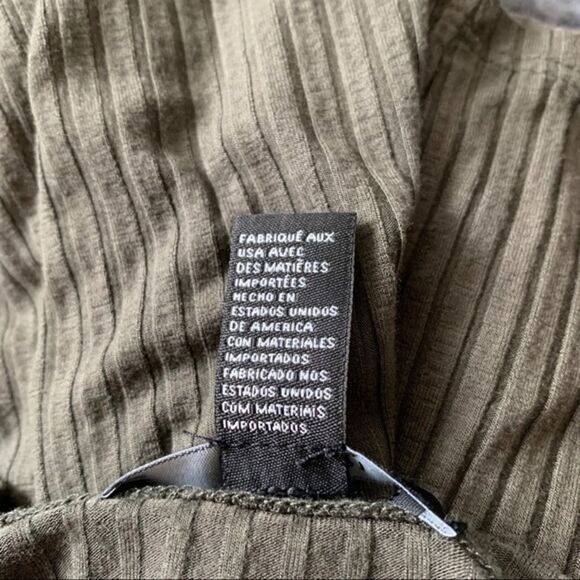 FABRIQUÉ AUX
USA AVEC
DES MATIÈRES
IMPORTÉES
HECHO EN
ESTADOS UNIDOS
DE AMERICA
CON MATERIALES
IMPORTADOS
FABRICADO NOS
ESTADOS UNIDOS
COM MATERIAIS
IMPORTADOS